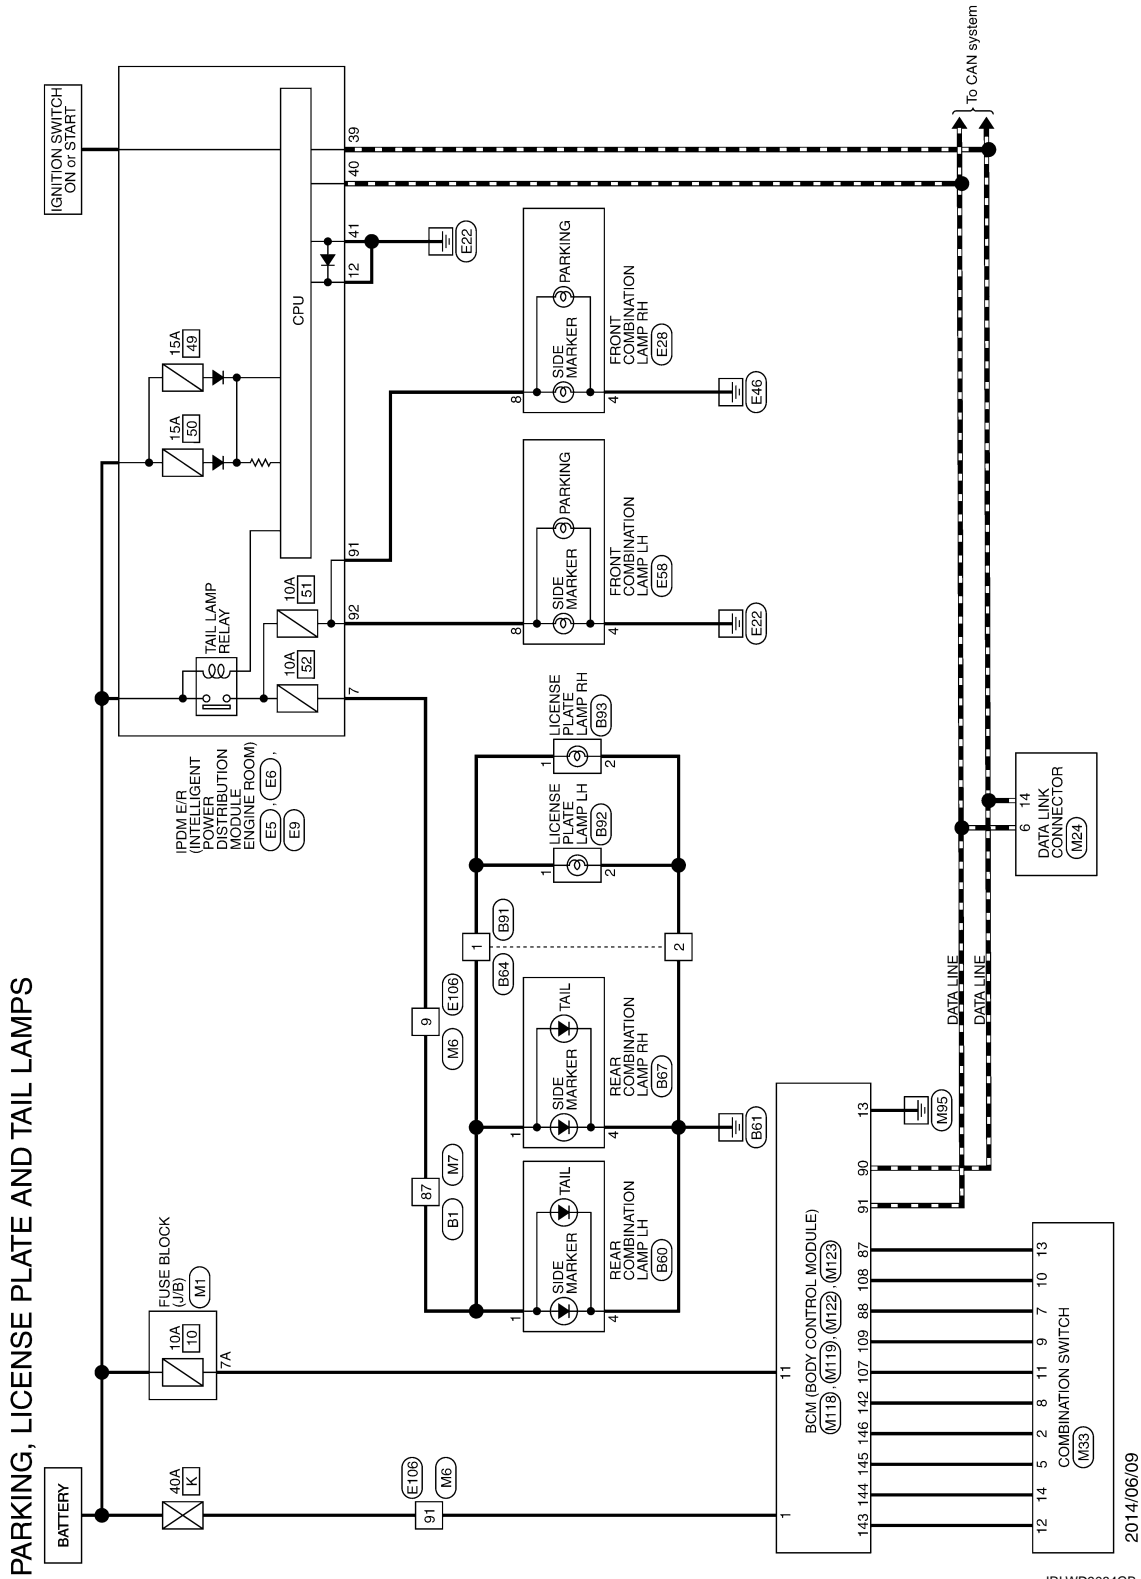 PARKING, LICENSE PLATE AND TAIL LAMPS
BATTERY
IGNITION SWITCH
ON or START
40A
K
FUSE BLOCK
(J/B)
M1
10A
10
7A
IPDM E/R
(INTELLIGENT
POWER
DISTRIBUTION
MODULE
ENGINE ROOM)
E5 , E6 ,
E9
TAIL LAMP
RELAY
10A
52
10A
51
15A
50
15A
49
CPU
7
92
91
12
41
40
39
E22
E106
91
M6
87
M7
B1
9
E106
M6
1
B91
B64
2
LICENSE
PLATE
LAMP LH
B92
1
2
LICENSE
PLATE
LAMP RH
B93
1
2
1
SIDE
MARKER
TAIL
4
REAR
COMBINATION
LAMP LH
B60
1
SIDE
MARKER
TAIL
4
REAR
COMBINATION
LAMP RH
B67
B61
8
SIDE
MARKER
PARKING
4
FRONT
COMBINATION
LAMP LH
E58
E22
8
SIDE
MARKER
PARKING
4
FRONT
COMBINATION
LAMP RH
E28
E46
1
11
BCM (BODY CONTROL MODULE)
M118 , M119 , M122 , M123
143 144 145 146 142 107 109 88 108 87 91 90 13
M95
DATA LINE
DATA LINE
To CAN system
12 14 5 2 8 11 9 7 10 13
COMBINATION SWITCH
M33
6 14
DATA LINK
CONNECTOR
M24
2014/06/09